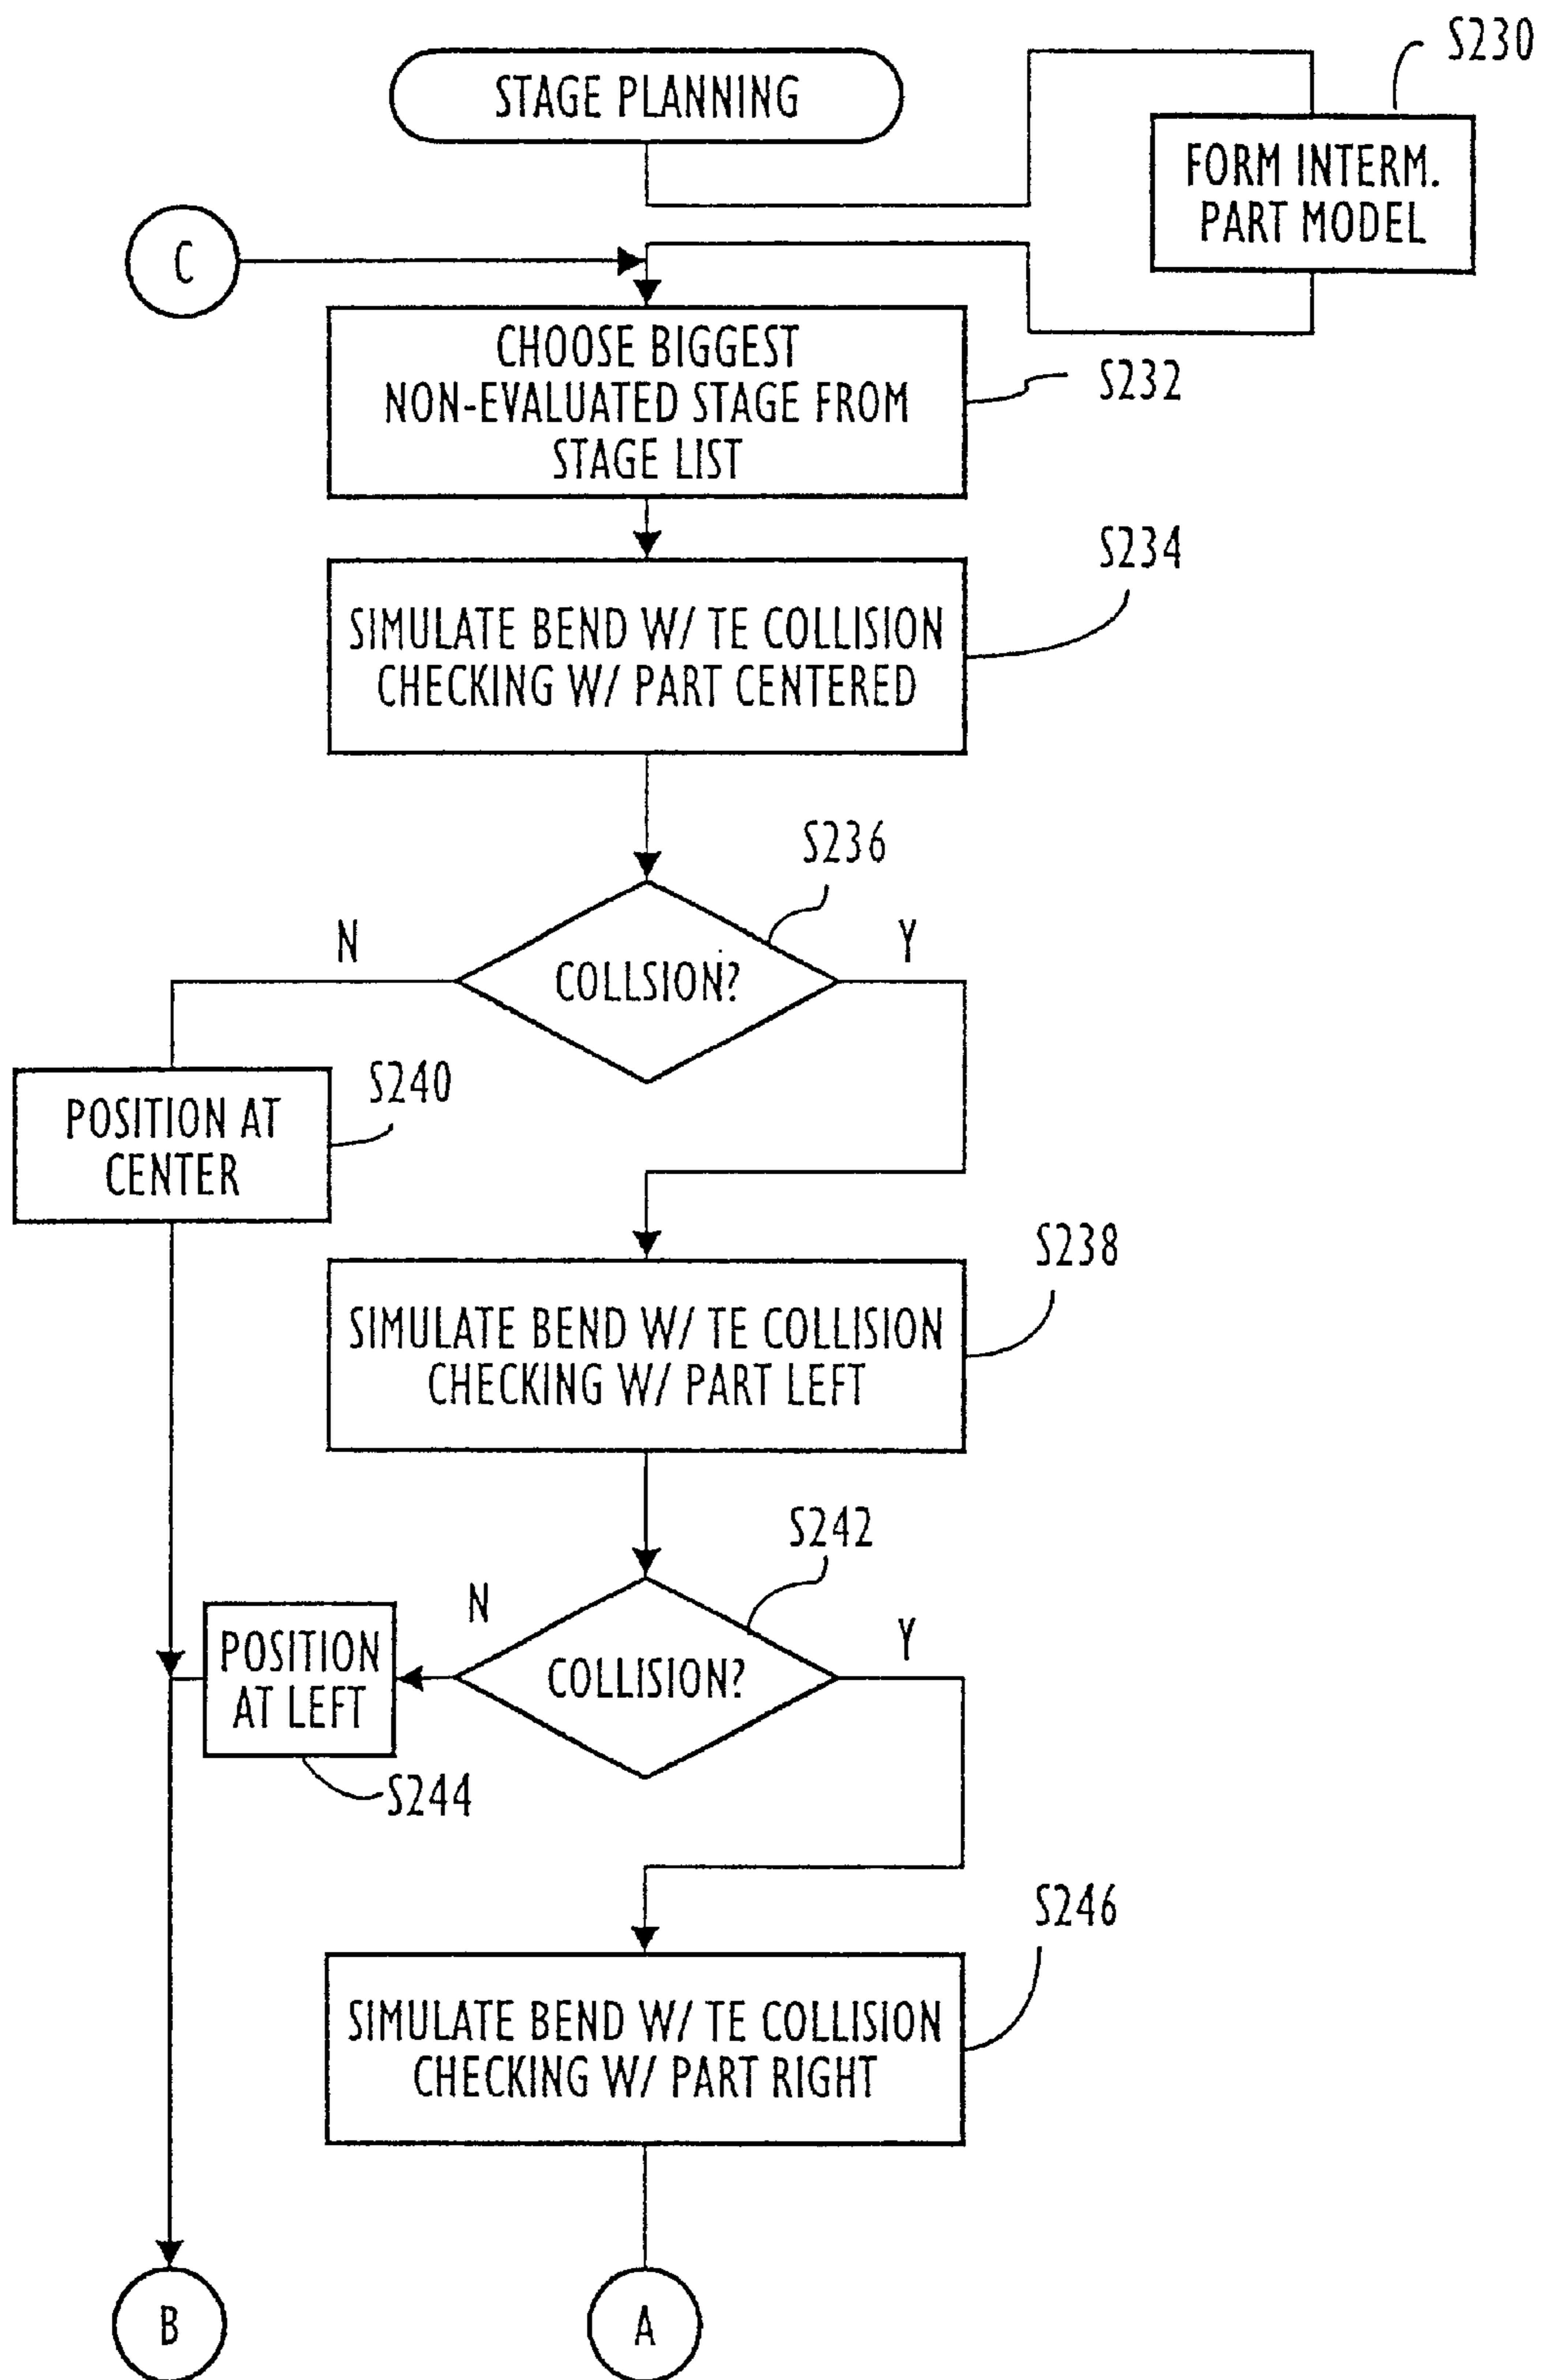 S230
STAGE PLANNING
FORM INTERM.
PART MODEL
C
CHOOSE BIGGEST
NON-EVALUATED STAGE FROM
STAGE LIST
S232
S234
SIMULATE BEND W/ TE COLLISION
CHECKING W/ PART CENTERED
S236
N
Y
COLLSION?
S240
POSITION AT
CENTER
S238
SIMULATE BEND W/ TE COLLISION
CHECKING W/ PART LEFT
S242
N
Y
POSITION
AT LEFT
COLLISION?
S244
S246
SIMULATE BEND W/ TE COLLISION
CHECKING W/ PART RIGHT
B
A